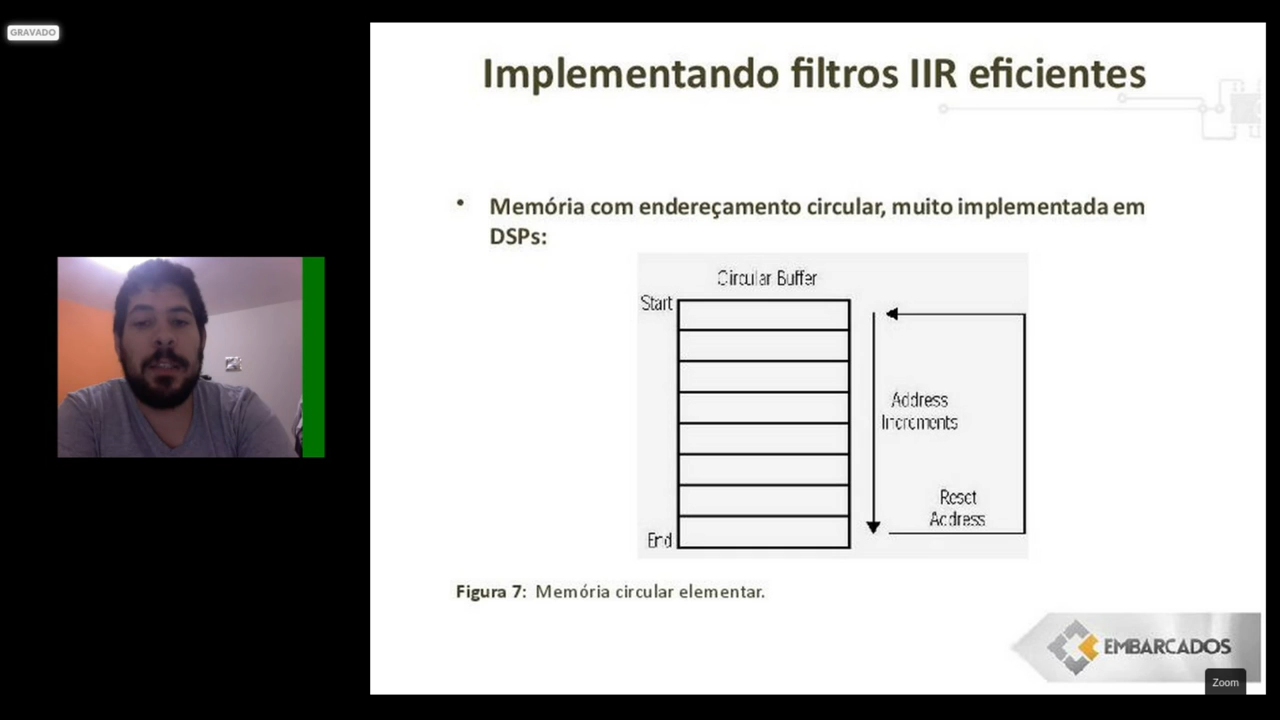 GRAVADO
Implementando filtros IIR eficientes
• Memória com endereçamento circular, muito implementada em
DSPs:
Circular Buffer
Start
Address
Increments
Reset
Address
End
Figura 7: Memória circular elementar.
EMBARCADOS
Zoom